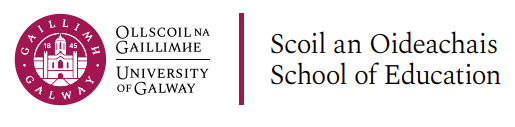 GAILLIMH
18 45
GALWAY
OLLSCOIL NA
GAILLIMHE
UNIVERSITY
OF GALWAY
Scoil an Oideachais
School of Education